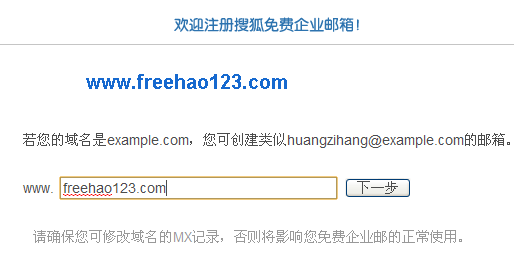 欢迎注册搜狐免费企业邮箱!
www.freehao123.com
若您的域名是example.com，您可创建类似huangzihang@example.com的邮箱。
www. freehao123.com 下一步
请确保您可修改域名的MX记录，否则将影响您免费企业邮的正常使用。